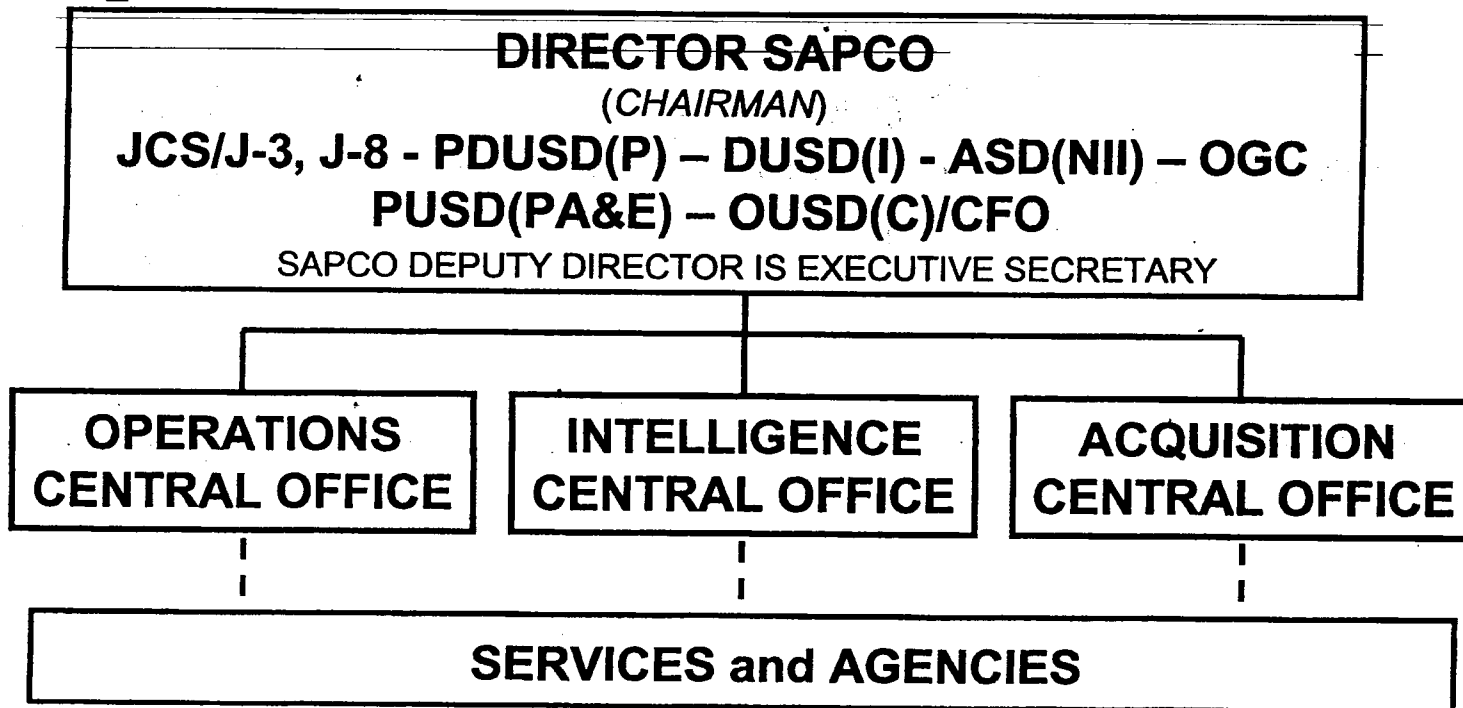 DIRECTOR SAPCO
(CHAIRMAN)
JCS/J-3, J-8 - PDUSD(P) – DUSD(I) - ASD(NII) – OGC
PUSD(PA&E) – OUSD(C)/CFO
SAPCO DEPUTY DIRECTOR IS EXECUTIVE SECRETARY
OPERATIONS
CENTRAL OFFICE
INTELLIGENCE
CENTRAL OFFICE
ACQUISITION
CENTRAL OFFICE
SERVICES and AGENCIES